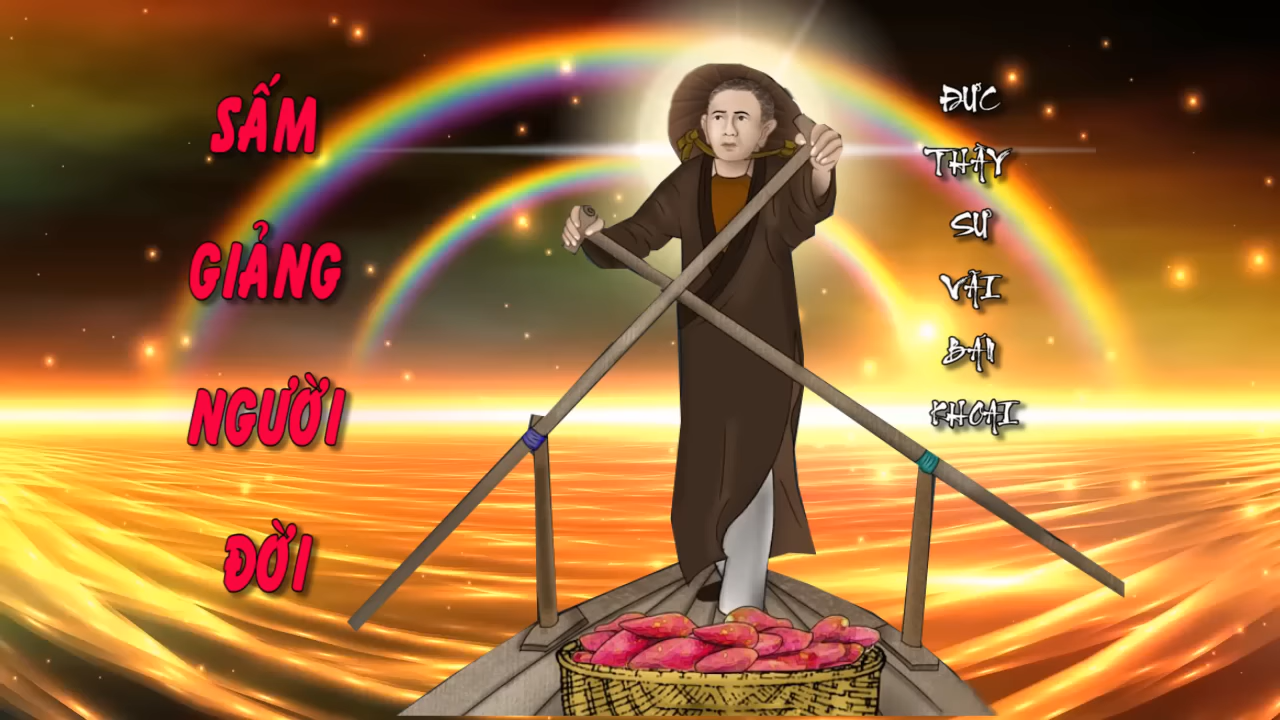 SẤM
GIẢNG
NGƯỜI
ĐỜI
ĐỨC
THẦY
SƯ
VÃI
BÁN
KHOAI